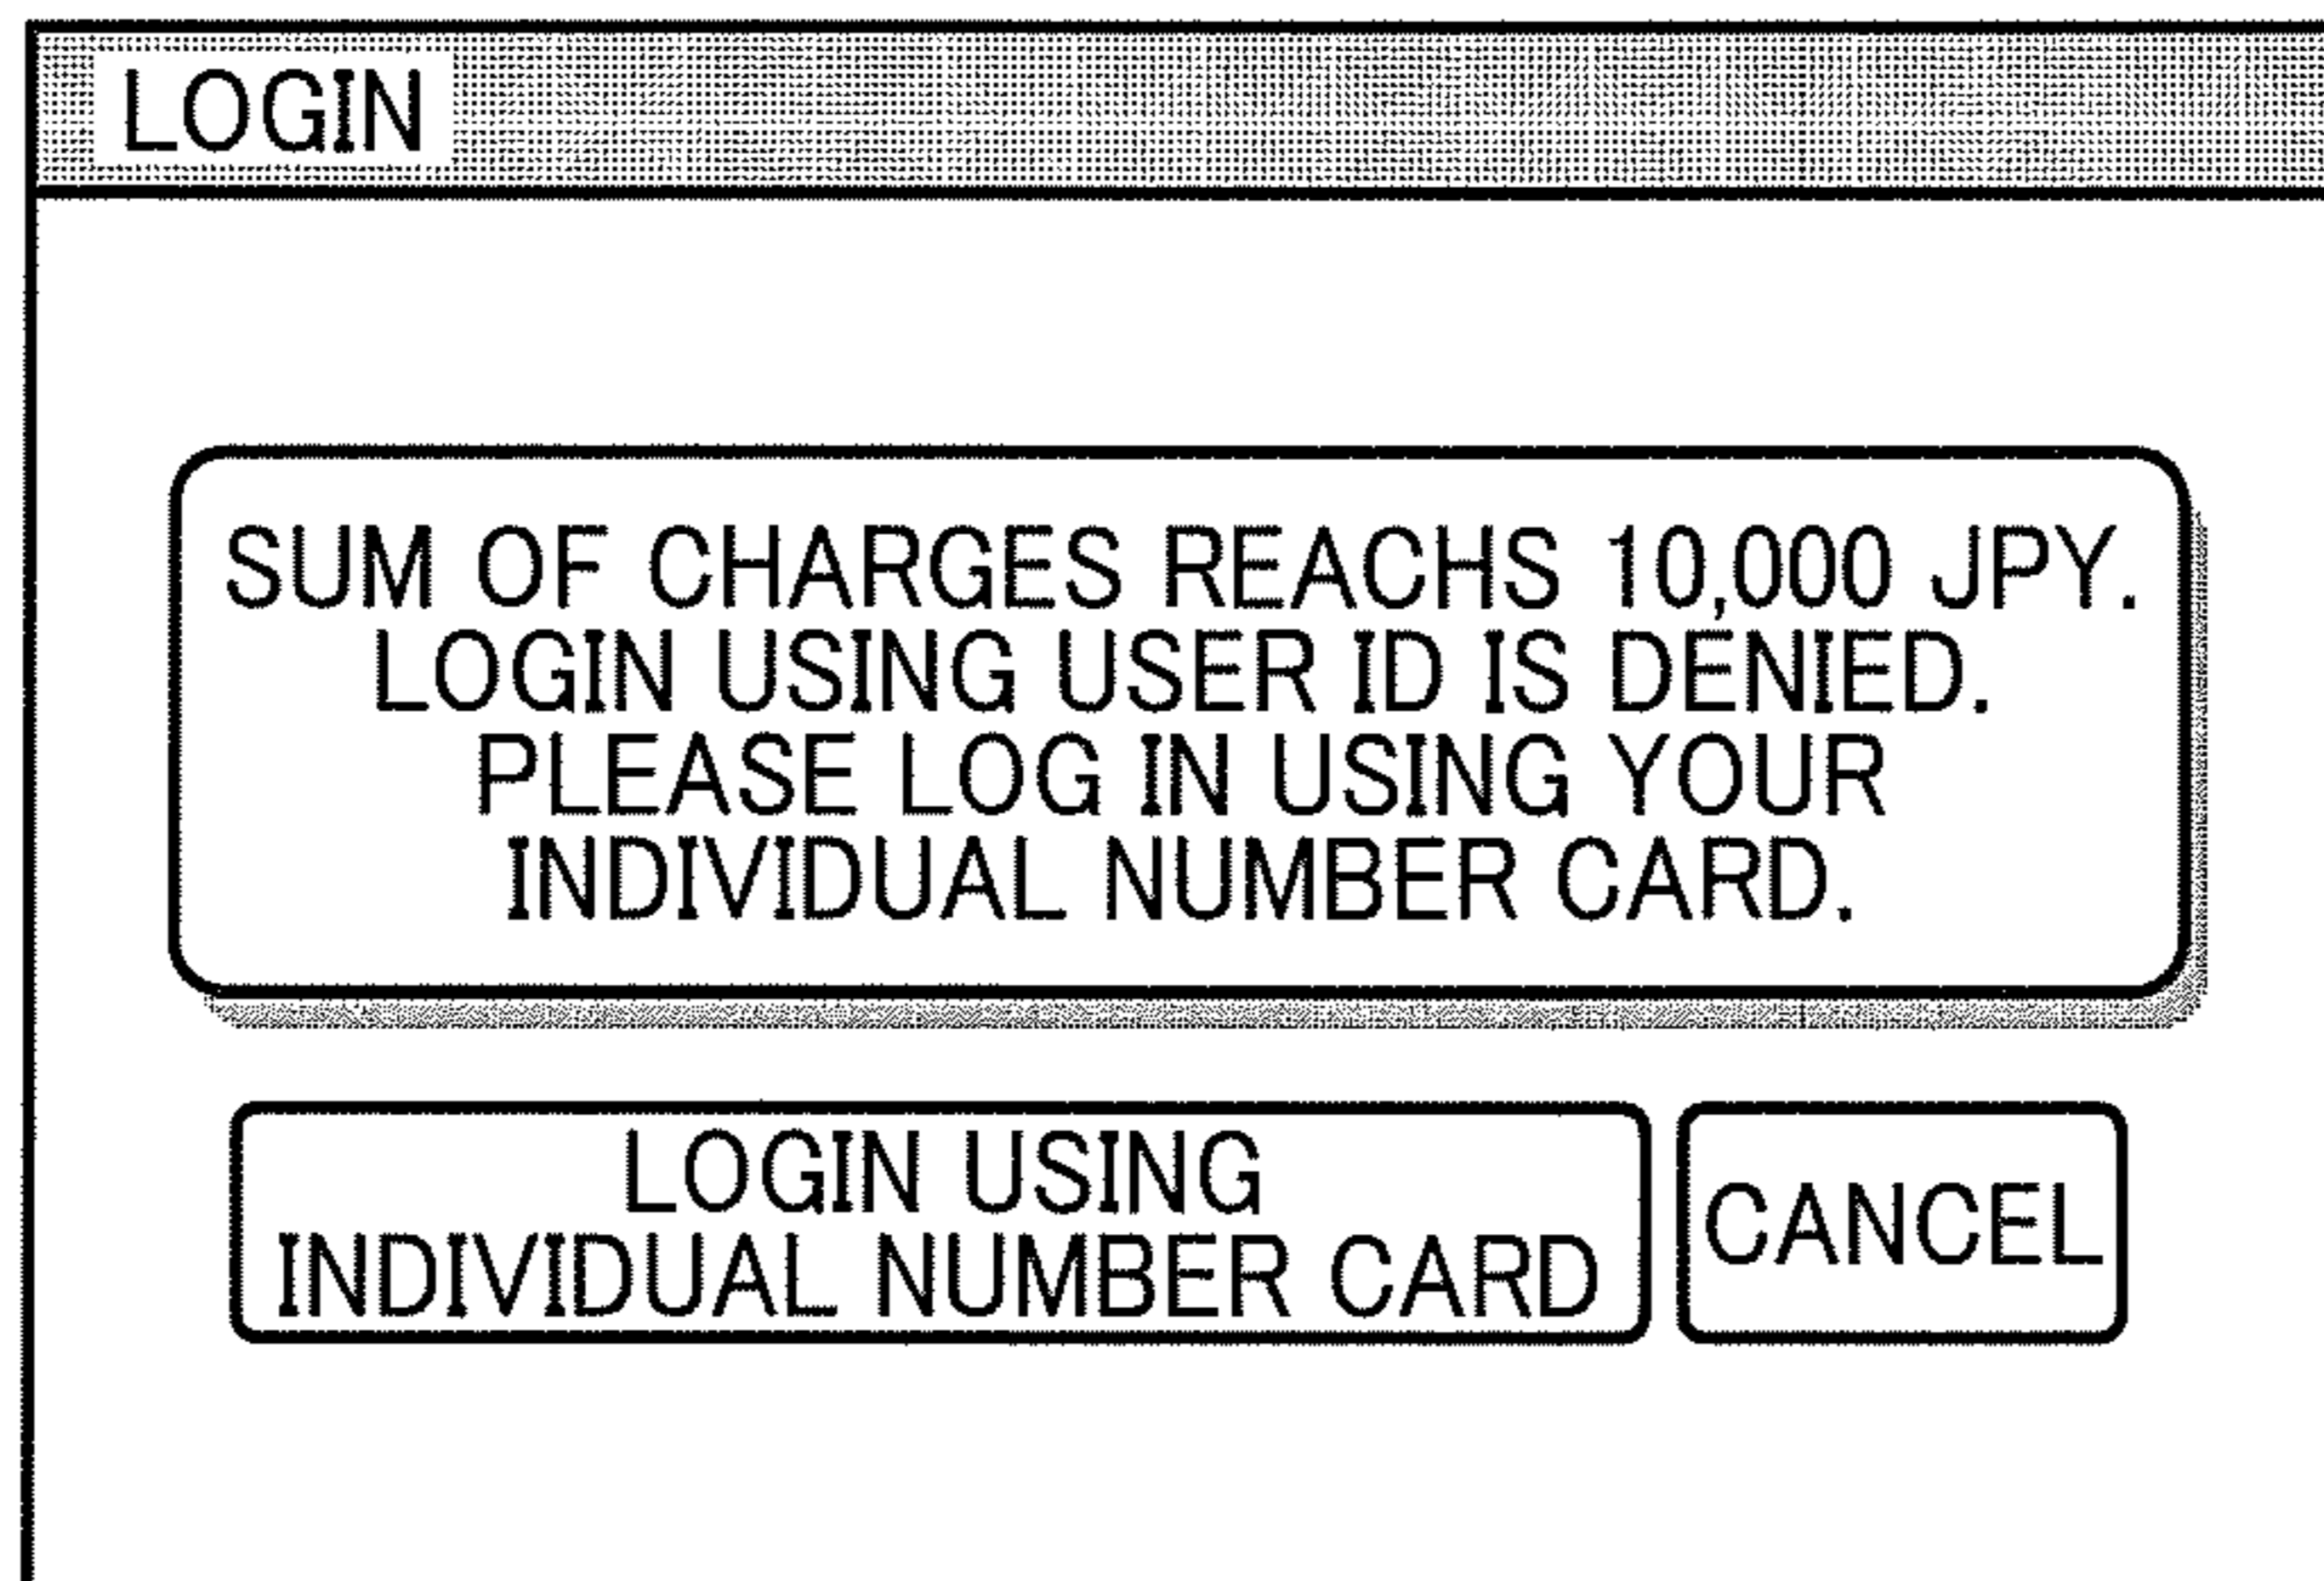 LOGIN
SUM OF CHARGES REACHS 10,000 JPY.
LOGIN USING USER ID IS DENIED.
PLEASE LOG IN USING YOUR
INDIVIDUAL NUMBER CARD.
LOGIN USING
INDIVIDUAL NUMBER CARD
CANCEL